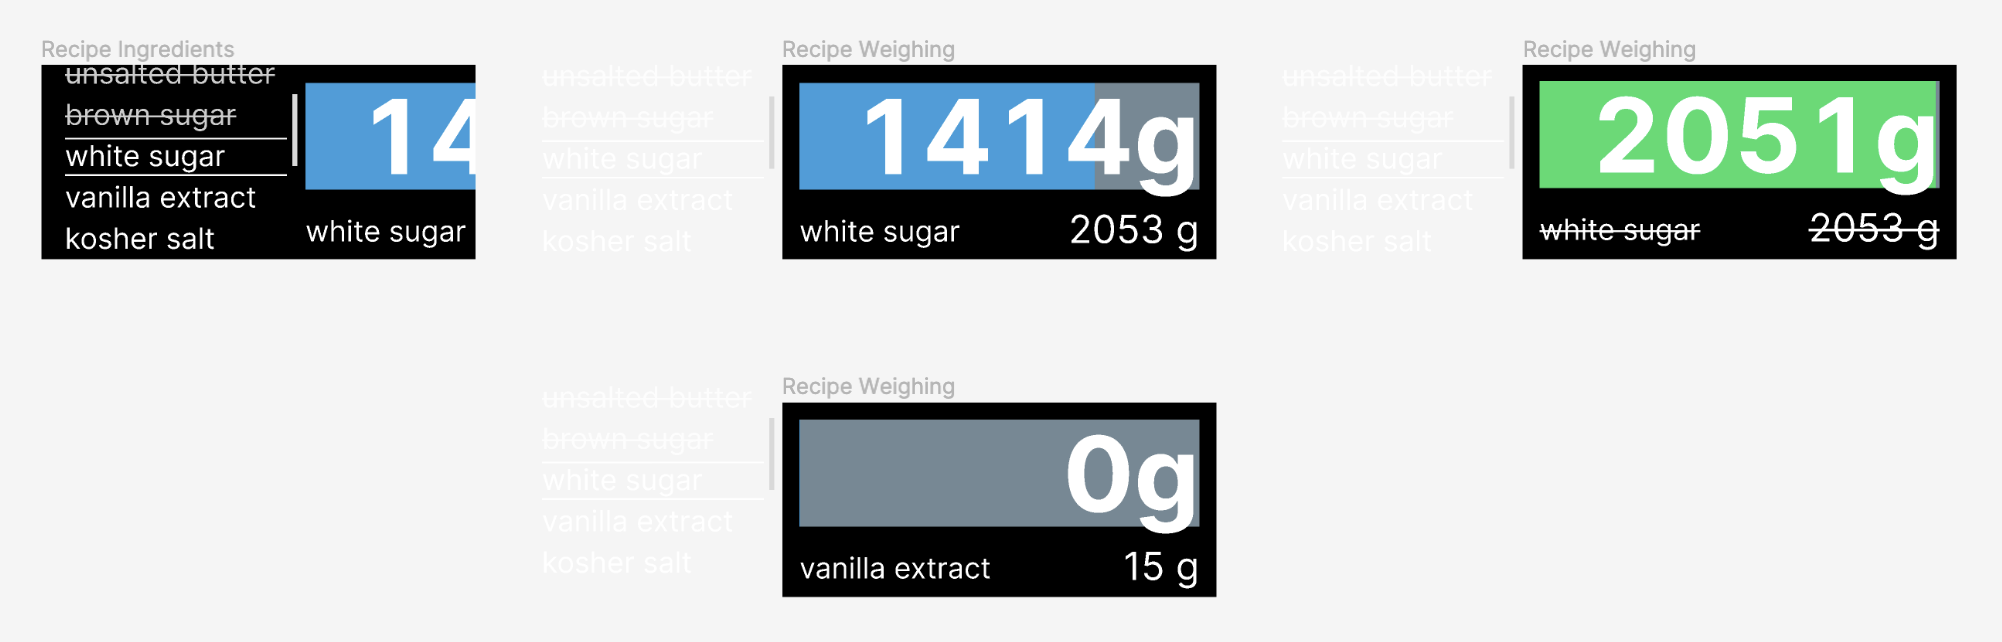 Recipe Ingredients
unsalted butter
brown sugar
white sugar
vanilla extract
kosher salt
14
white sugar
unsalted butter
brown sugar
white sugar
vanilla extract
kosher salt
Recipe Weighing
1414g
white sugar 2053 g
unsalted butter
brown sugar
white sugar
vanilla extract
kosher salt
Recipe Weighing
2051g
white sugar 2053 g
unsalted butter
brown sugar
white sugar
vanilla extract
kosher salt
Recipe Weighing
0g
vanilla extract 15 g